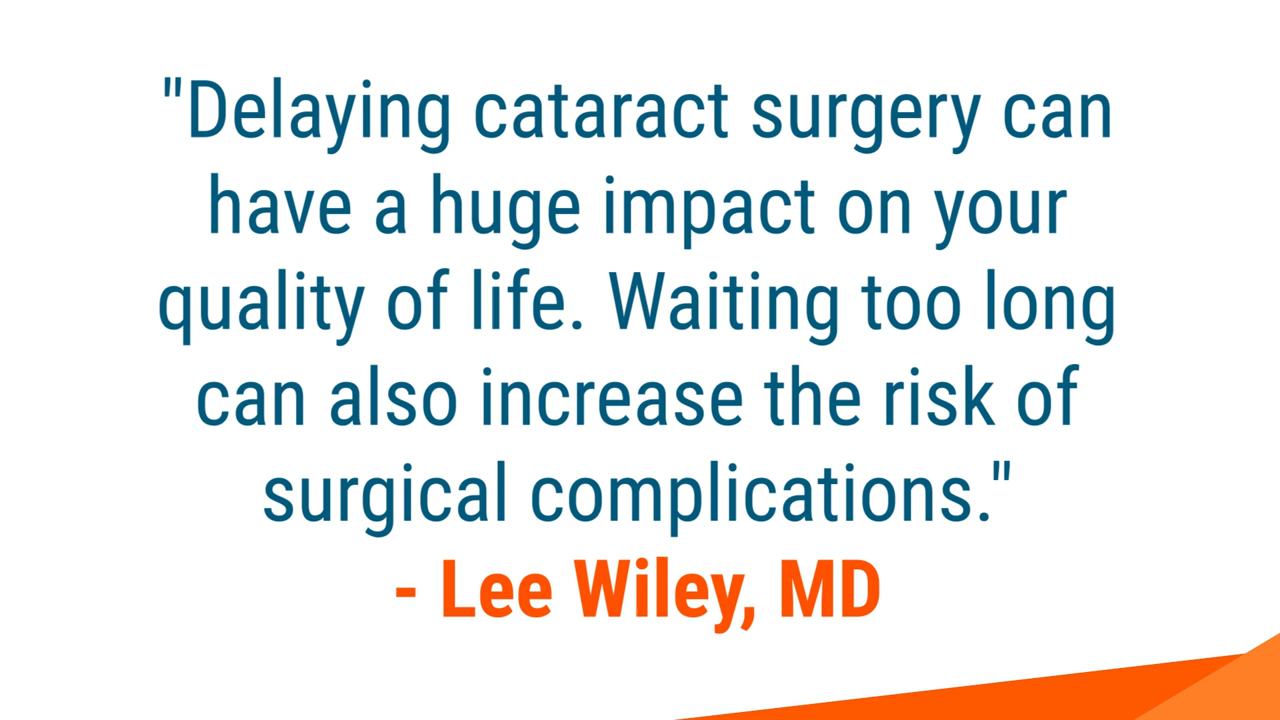 "Delaying cataract surgery can
have a huge impact on your
quality of life. Waiting too long
can also increase the risk of
surgical complications."
- Lee Wiley, MD